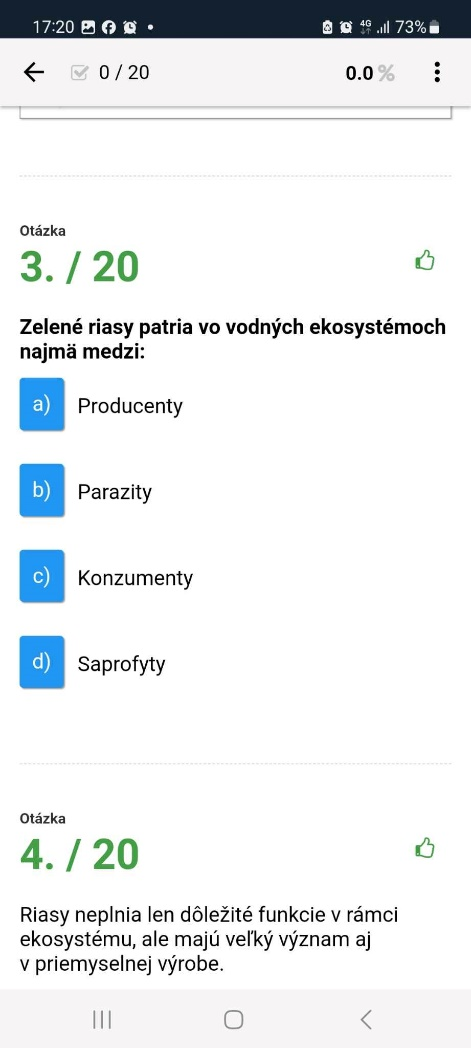 17:20
4G
73%
0 / 20
0.0 %
Otázka
3. / 20
Zelené riasy patria vo vodných ekosystémoch
najmä medzi:
a) Producenty
b) Parazity
c) Konzumenty
d) Saprofyty
Otázka
4. / 20
Riasy neplnia len dôležité funkcie v rámci
ekosystému, ale majú veľký význam aj
v priemyselnej výrobe.